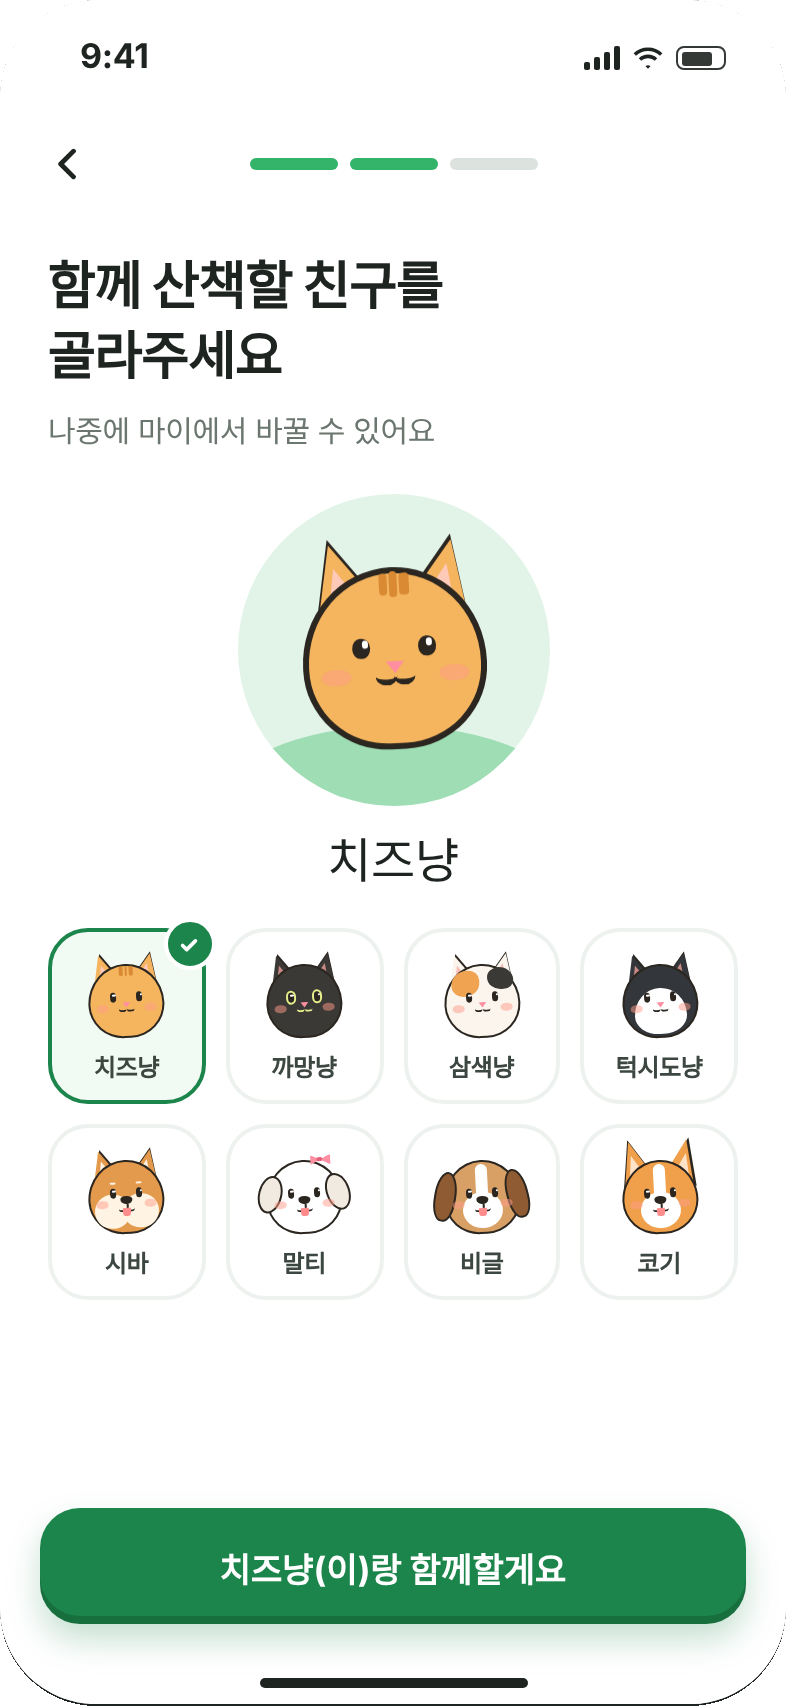 9:41
함께 산책할 친구를
골라주세요
나중에 마이에서 바꿀 수 있어요
치즈냥
치즈냥
까망냥
삼색냥
턱시도냥
시바
말티
비글
코기
치즈냥(이)랑 함께할게요